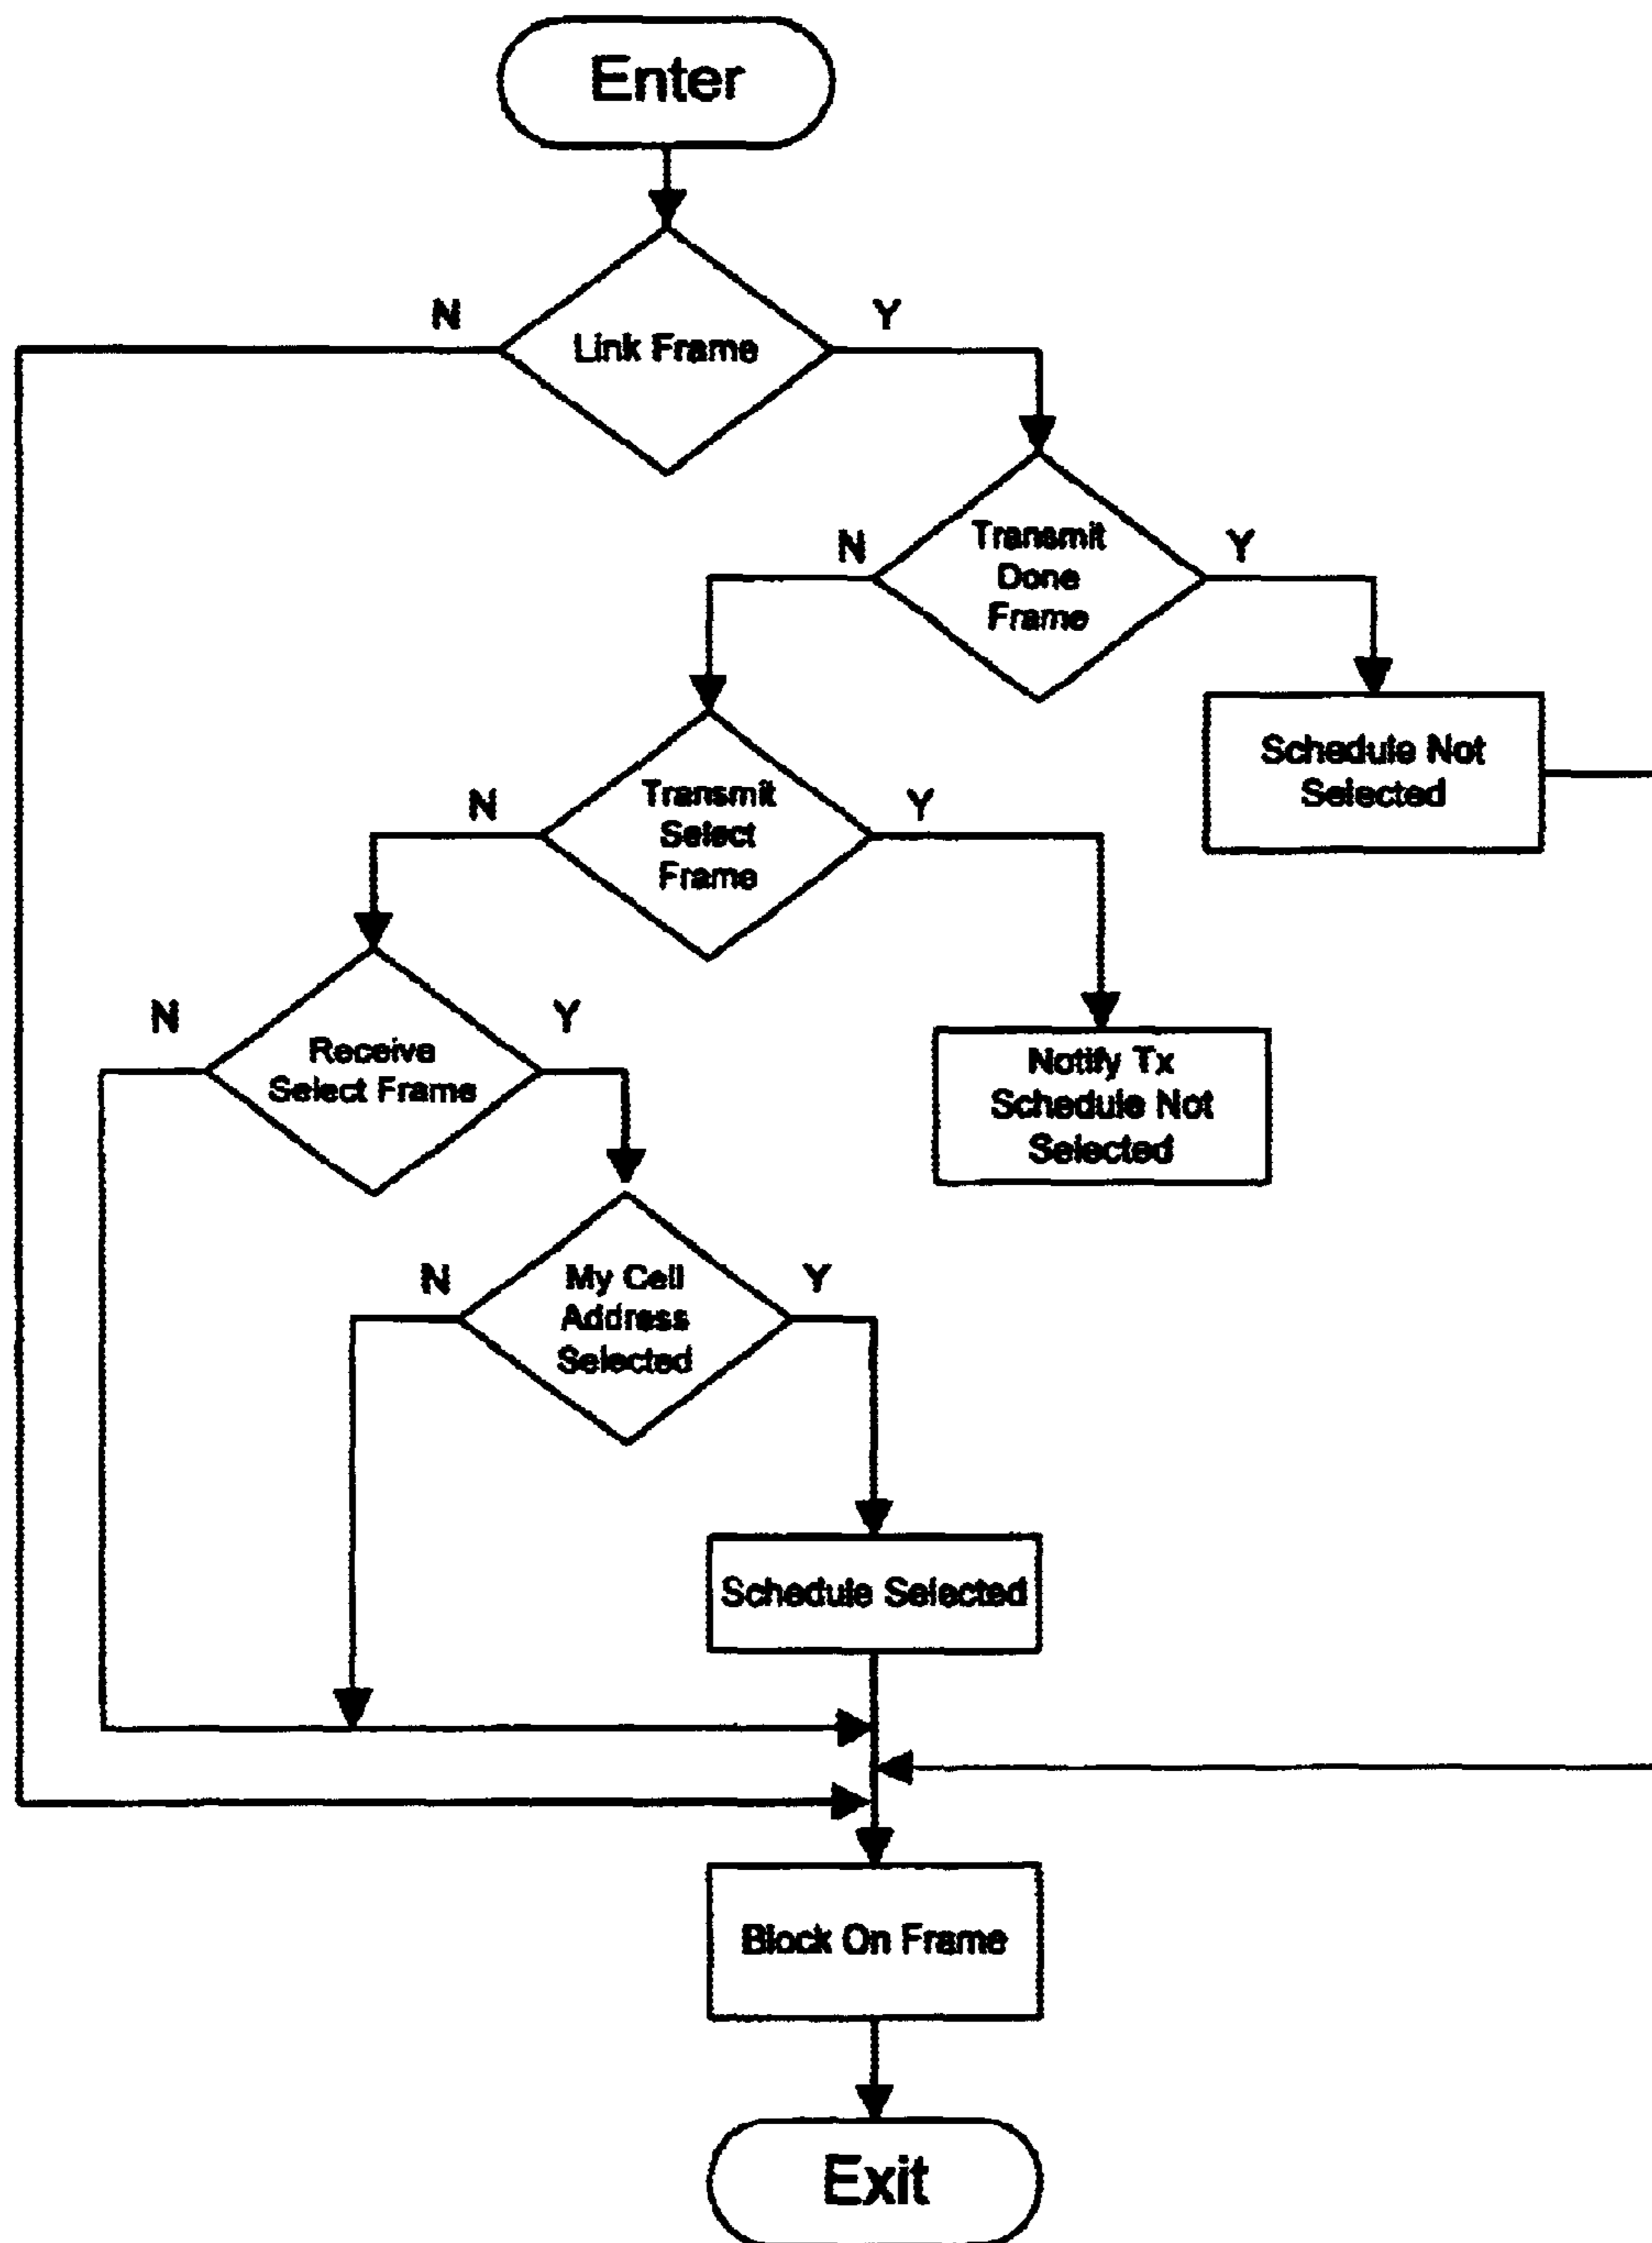 Enter
N
Y
Link Frame
N
Transmit
Done
Frame
Y
Schedule Not
Selected
N
Transmit
Select
Frame
Y
N
Receive
Select Frame
Y
Notify Tx
Schedule Not
Selected
N
My Cell
Address
Selected
Y
Schedule Selected
Block On Frame
Exit